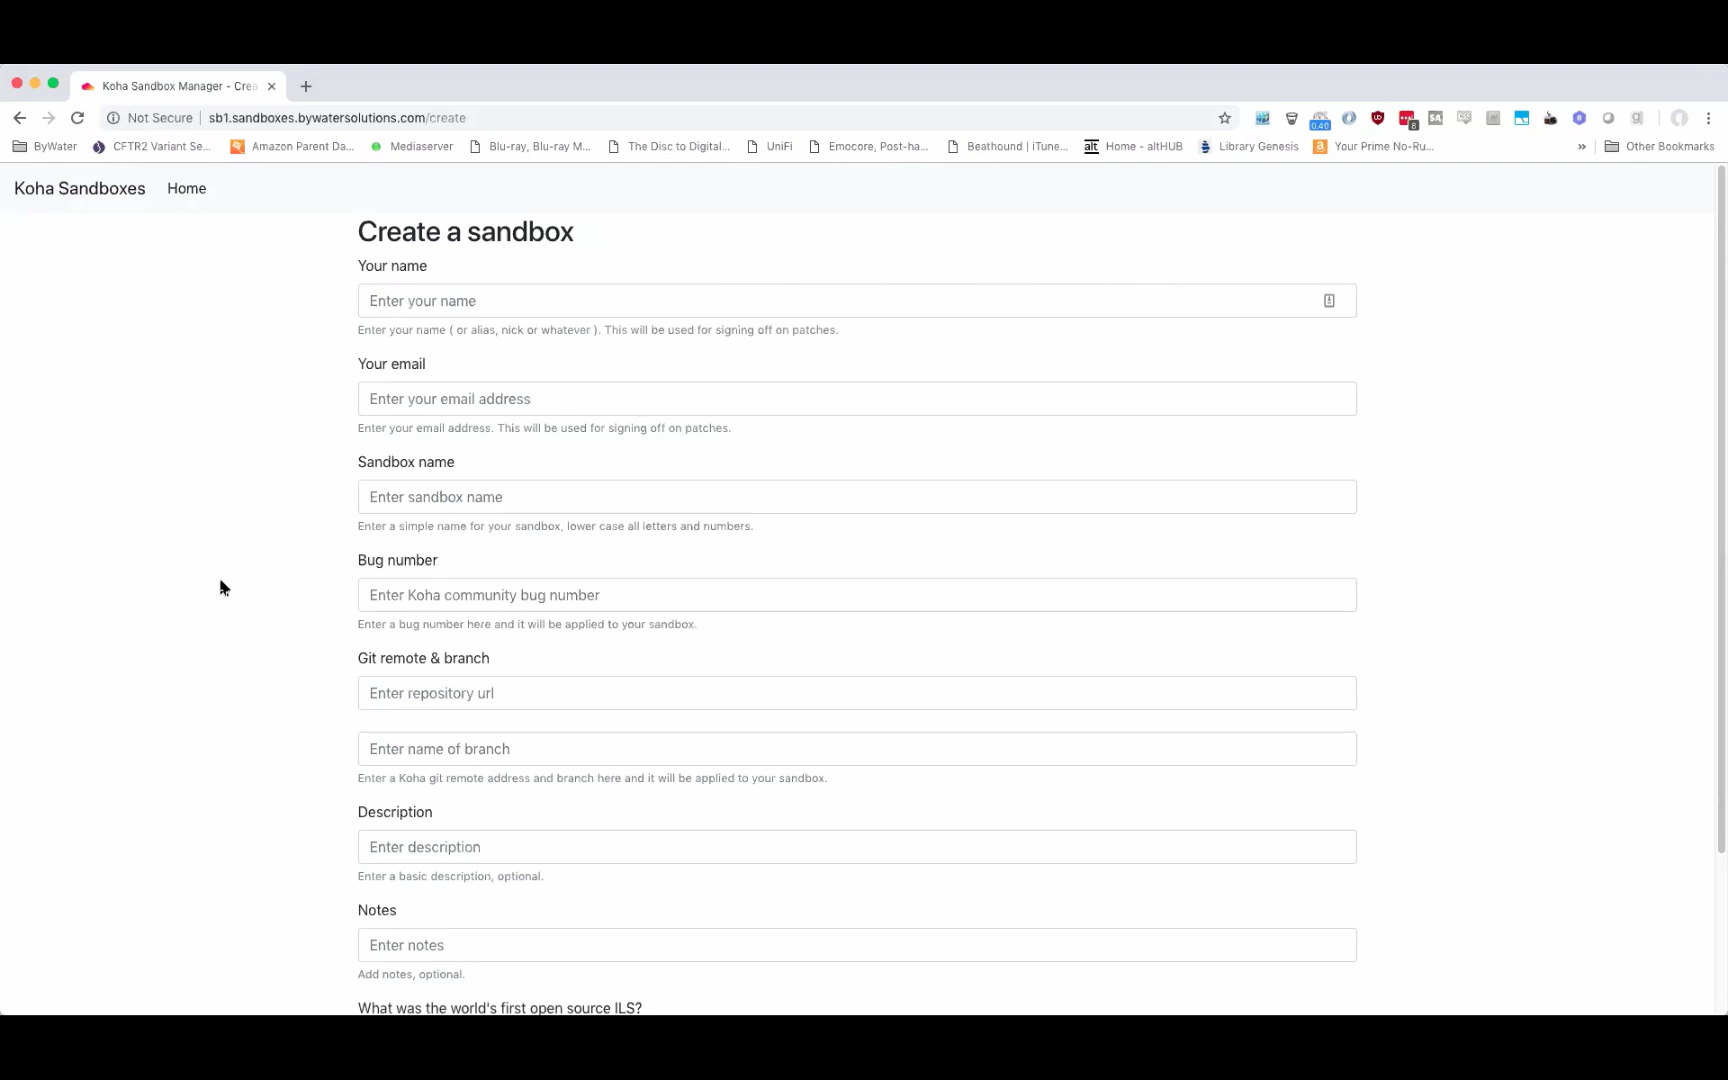 Koha Sandbox Manager - Crea
Not Secure | sb1.sandboxes.bywatersolutions.com/create
0.40
8
ByWater
CFTR2 Variant Se...
Amazon Parent Da...
Mediaserver
Blu-ray, Blu-ray M...
The Disc to Digital...
UniFi
Emocore, Post-ha...
Beathound | iTune...
alt
Home - altHUB
Library Genesis
Your Prime No-Ru...
»
Other Bookmarks
Koha Sandboxes
Home
Create a sandbox
Your name
Enter your name
Enter your name ( or alias, nick or whatever ). This will be used for signing off on patches.
Your email
Enter your email address
Enter your email address. This will be used for signing off on patches.
Sandbox name
Enter sandbox name
Enter a simple name for your sandbox, lower case all letters and numbers.
Bug number
Enter Koha community bug number
Enter a bug number here and it will be applied to your sandbox.
Git remote & branch
Enter repository url
Enter name of branch
Enter a Koha git remote address and branch here and it will be applied to your sandbox.
Description
Enter description
Enter a basic description, optional.
Notes
Enter notes
Add notes, optional.
What was the world's first open source ILS?